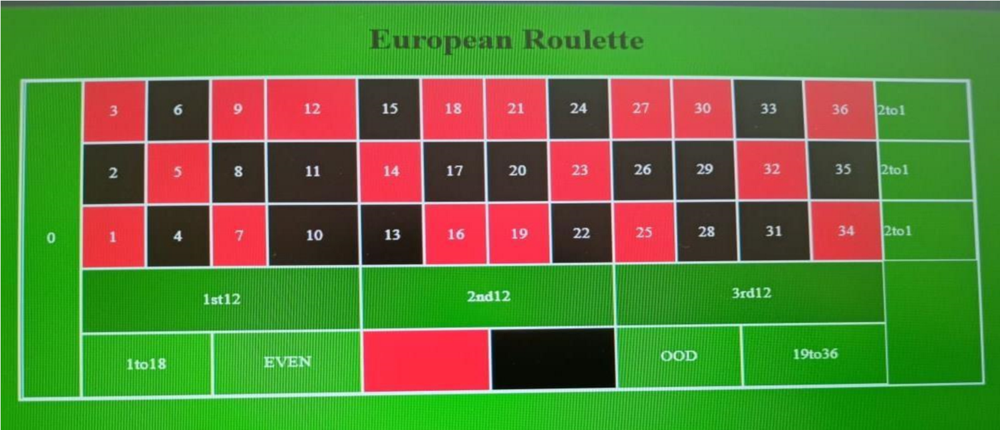 European Roulette
3 6 9 12 15 18 21 24 27 30 33 36 2to1
2 5 8 11 14 17 20 23 26 29 32 35 2to1
0 1 4 7 10 13 16 19 22 25 28 31 34 2to1
1st12 2nd12 3rd12
1to18 EVEN OOD 19to36